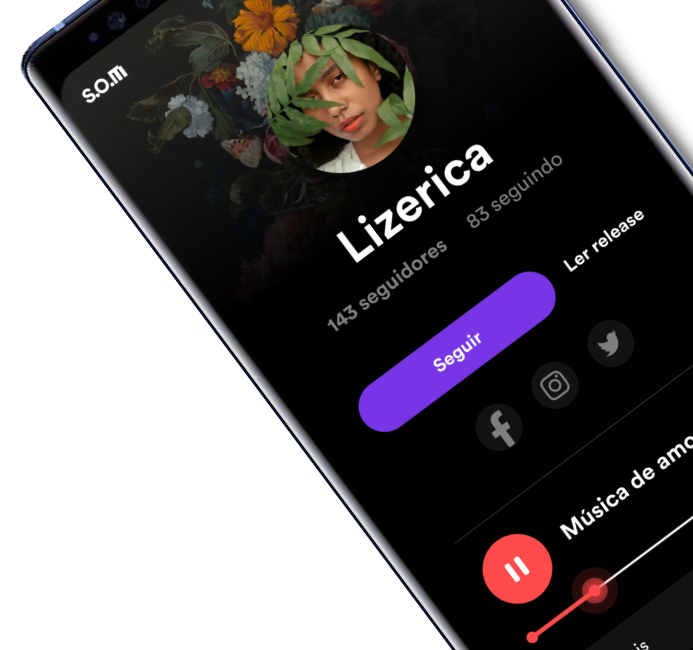 s.o.m
Lizerica
143 seguidores 83 seguindo
Seguir Ler release
Música de amo